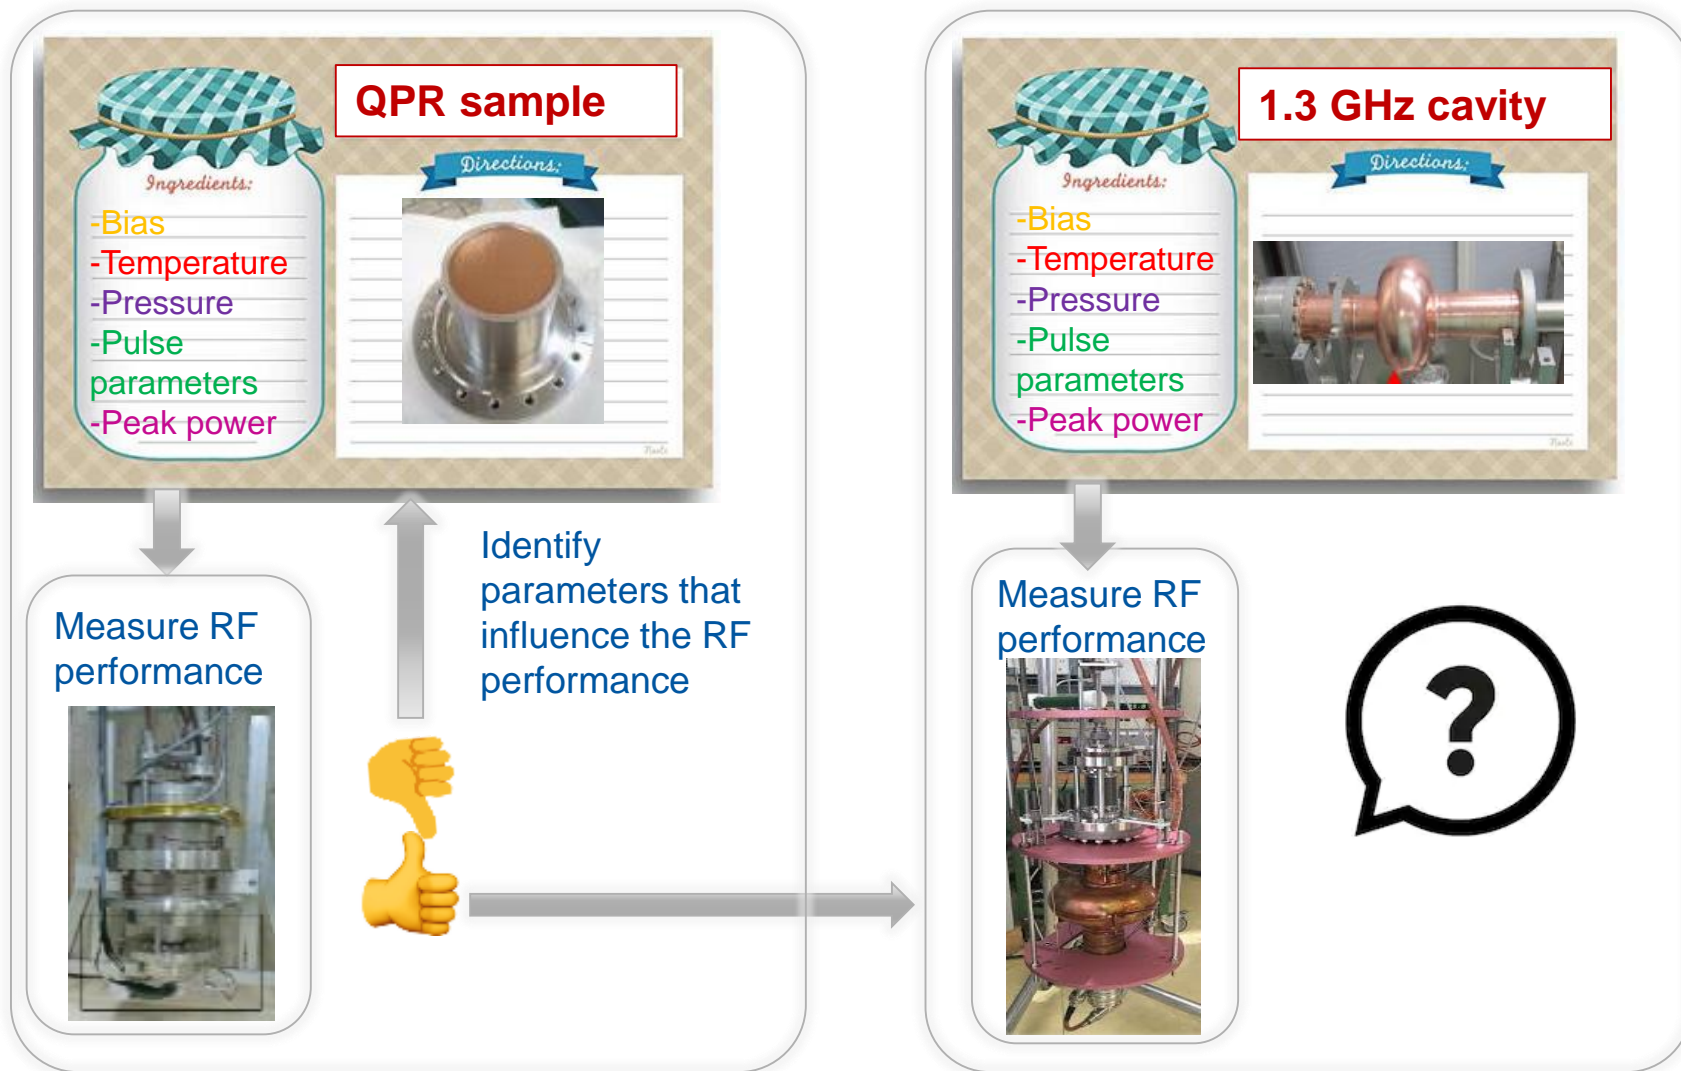 QPR sample
Directions:
Ingredients:
-Bias
-Temperature
-Pressure
-Pulse
parameters
-Peak power
Identify
parameters that
influence the RF
performance
Measure RF
performance
1.3 GHz cavity
Directions:
Ingredients:
-Bias
-Temperature
-Pressure
-Pulse
parameters
-Peak power
Measure RF
performance
?